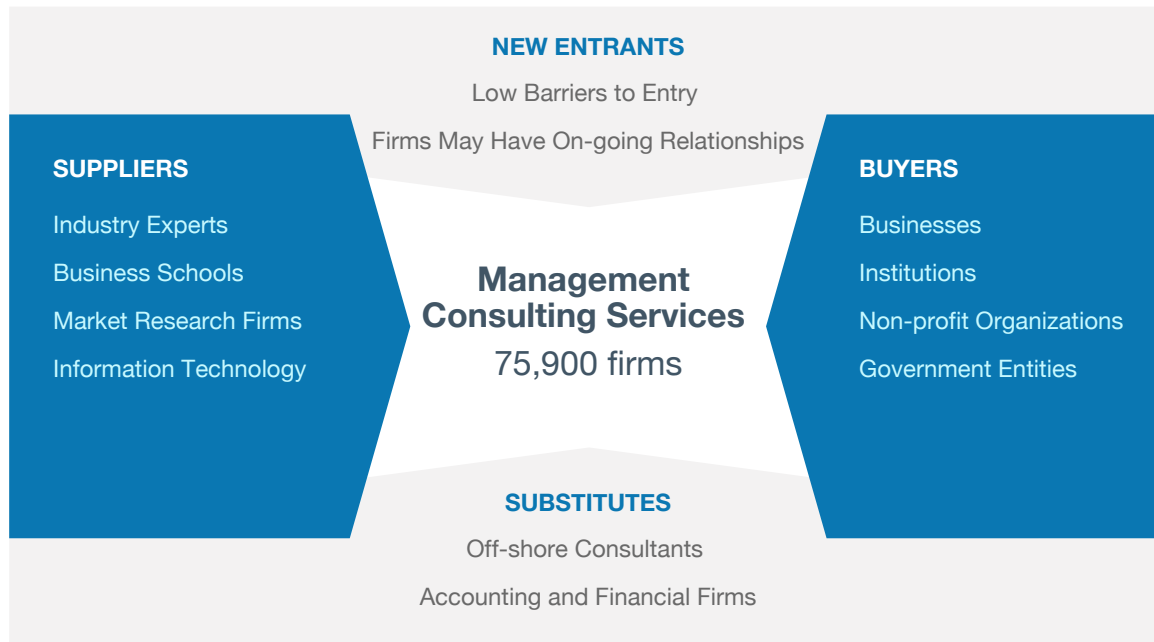 NEW ENTRANTS
Low Barriers to Entry
Firms May Have On-going Relationships
SUPPLIERS
Industry Experts
Business Schools
Market Research Firms
Information Technology
Management
Consulting Services
75,900 firms
BUYERS
Businesses
Institutions
Non-profit Organizations
Government Entities
SUBSTITUTES
Off-shore Consultants
Accounting and Financial Firms